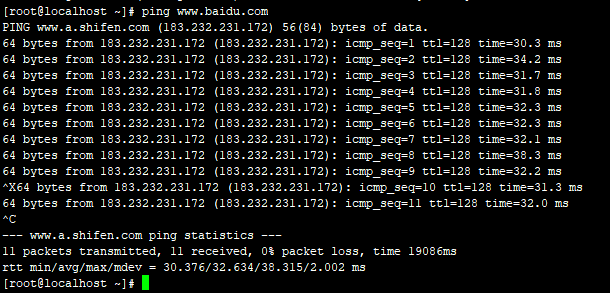 [root@localhost ~]# ping www.baidu.com
PING www.a.shifen.com (183.232.231.172) 56(84) bytes of data.
64 bytes from 183.232.231.172 (183.232.231.172): icmp_seq=1 ttl=128 time=30.3 ms
64 bytes from 183.232.231.172 (183.232.231.172): icmp_seq=2 ttl=128 time=34.2 ms
64 bytes from 183.232.231.172 (183.232.231.172): icmp_seq=3 ttl=128 time=31.7 ms
64 bytes from 183.232.231.172 (183.232.231.172): icmp_seq=4 ttl=128 time=31.8 ms
64 bytes from 183.232.231.172 (183.232.231.172): icmp_seq=5 ttl=128 time=32.3 ms
64 bytes from 183.232.231.172 (183.232.231.172): icmp_seq=6 ttl=128 time=32.3 ms
64 bytes from 183.232.231.172 (183.232.231.172): icmp_seq=7 ttl=128 time=32.1 ms
64 bytes from 183.232.231.172 (183.232.231.172): icmp_seq=8 ttl=128 time=38.3 ms
64 bytes from 183.232.231.172 (183.232.231.172): icmp_seq=9 ttl=128 time=32.2 ms
^X64 bytes from 183.232.231.172 (183.232.231.172): icmp_seq=10 ttl=128 time=31.3 ms
64 bytes from 183.232.231.172 (183.232.231.172): icmp_seq=11 ttl=128 time=32.0 ms
^C
--- www.a.shifen.com ping statistics ---
11 packets transmitted, 11 received, 0% packet loss, time 19086ms
rtt min/avg/max/mdev = 30.376/32.634/38.315/2.002 ms
[root@localhost ~]#